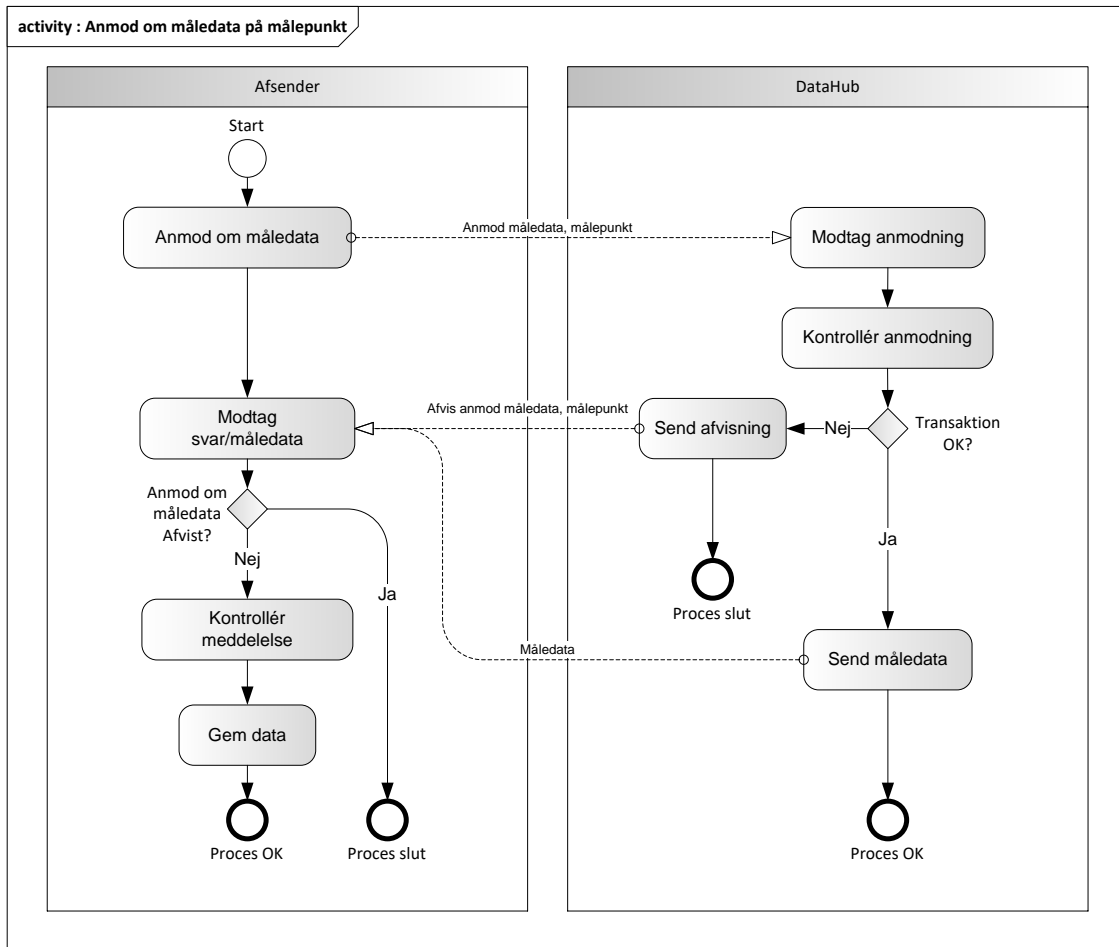 activity : Anmod om måledata på målepunkt
Afsender
DataHub
Start
Anmod om måledata
Anmod måledata, målepunkt
Modtag anmodning
Kontrollér anmodning
Modtag
svar/måledata
Afvis anmod måledata, målepunkt
Send afvisning
Nej
Transaktion
OK?
Anmod om
måledata
Afvist?
Nej
Ja
Ja
Proces slut
Kontrollér
meddelelse
Måledata
Send måledata
Gem data
Proces OK
Proces slut
Proces OK